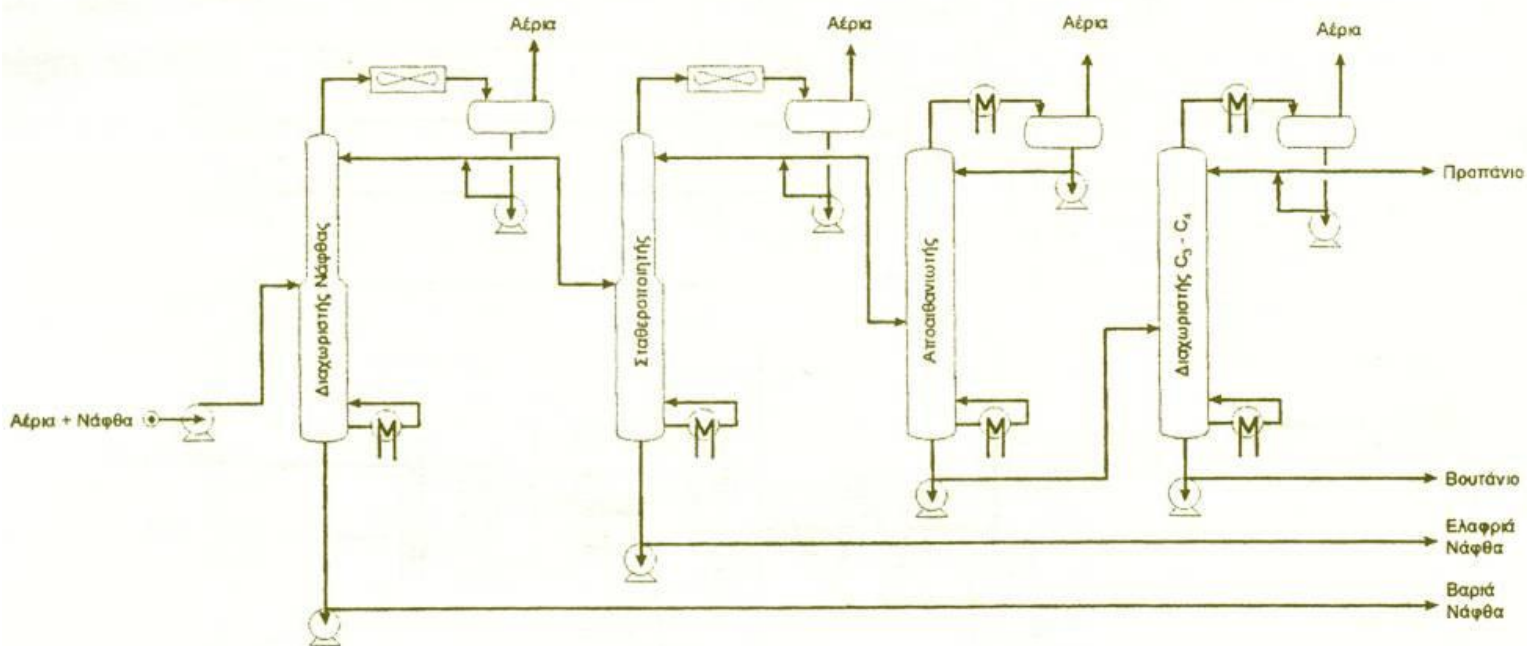 Αέρια
Αέρια
Αέρια
Αέρια
Διαχωριστής Νάφθας
Σταθεροποιητής
Αποαιθανιωτής
Διαχωριστής C3 - C4
Προπάνιο
Αέρια + Νάφθα
Βουτάνιο
Ελαφριά
Νάφθα
Βαριά
Νάφθα